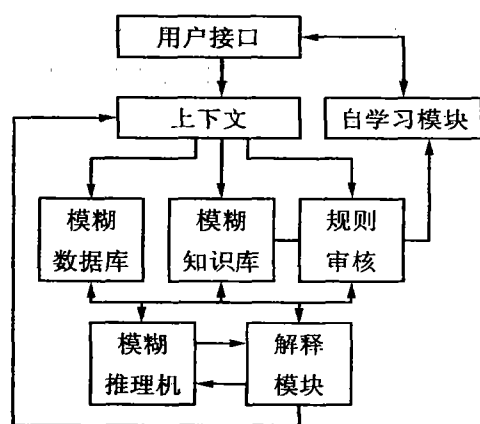 用户接口
上下文
自学习模块
模糊
数据库
模糊
知识库
规则
审核
模糊
推理机
解释
模块